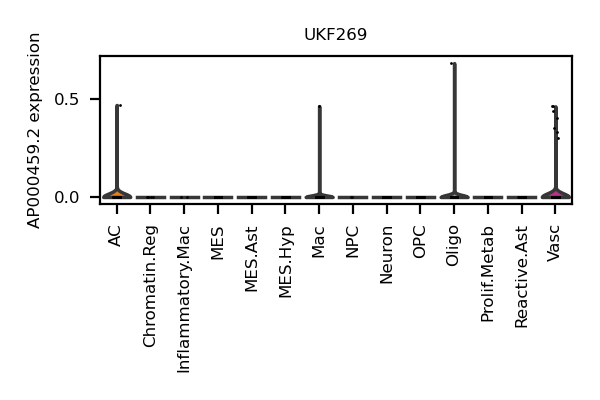 UKF269
AP000459.2 expression
0.5
0.0
AC
Chromatin.Reg
Inflammatory.Mac
MES
MES.Ast
MES.Hyp
Mac
NPC
Neuron
OPC
Oligo
Prolif.Metab
Reactive.Ast
Vasc